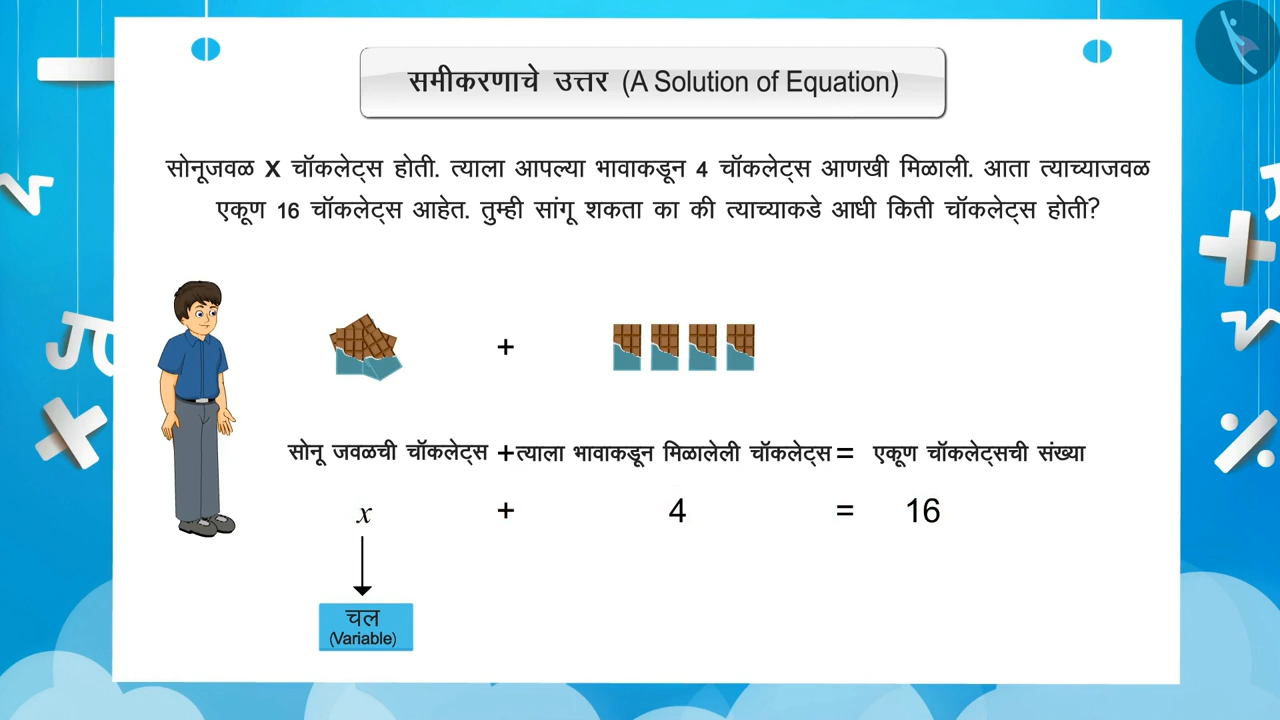 समीकरणाचे उत्तर (A Solution of Equation)
सोनूजवळ X चॉकलेट्स होती. त्याला आपल्या भावाकडून 4 चॉकलेट्स आणखी मिळाली. आता त्याच्याजवळ
एकूण 16 चॉकलेट्स आहेत. तुम्ही सांगू शकता का की त्याच्याकडे आधी किती चॉकलेट्स होती?
+
सोनू जवळची चॉकलेट्स + त्याला भावाकडून मिळालेली चॉकलेट्स = एकूण चॉकलेट्सची संख्या
x + 4 = 16
चल
(Variable)